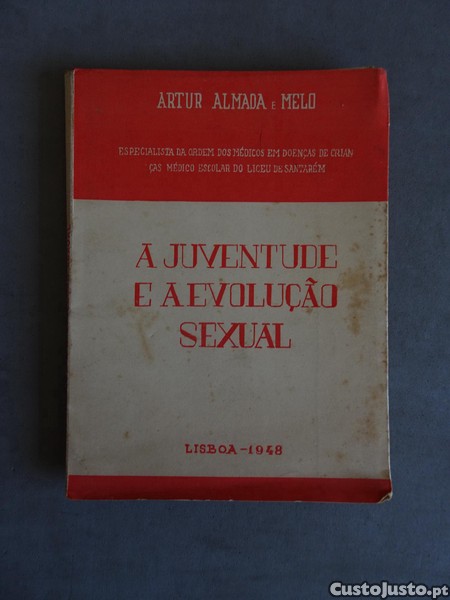 ARTUR ALMADA E MELO
ESPECIALISTA DA ORDEM DOS MÉDICOS EM DOENÇAS DE CRIAN
ÇAS MÉDICO ESCOLAR DO LICEU DE SANTARÉM
A JUVENTUDE
E A EVOLUÇÃO
SEXUAL
LISBOA-1948
CustoJusto.pt